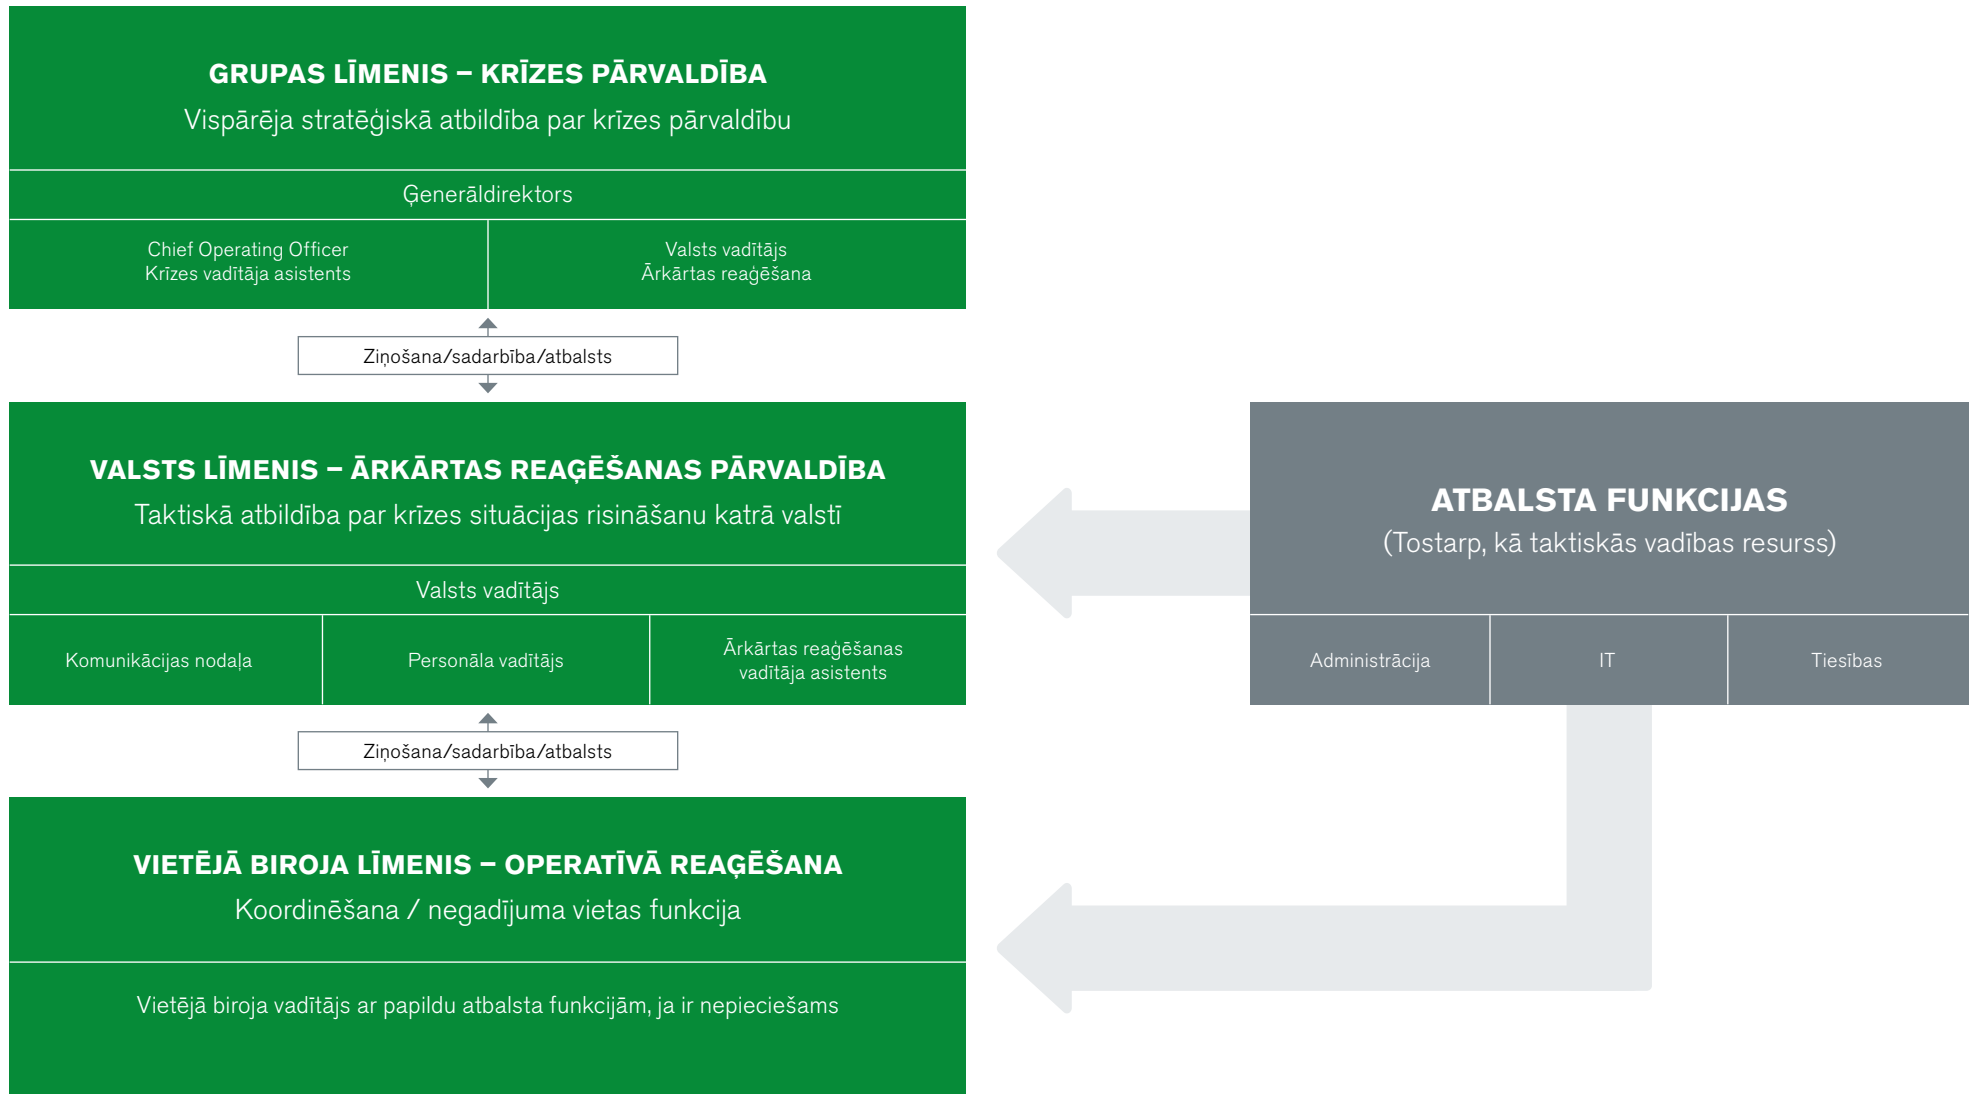 GRUPAS LĪMENIS – KRĪZES PĀRVALDĪBA
Vispārēja stratēģiskā atbildība par krīzes pārvaldību
Ģenerāldirektors
Chief Operating Officer
Krīzes vadītāja asistents
Valsts vadītājs
Ārkārtas reaģēšana
Ziņošana/sadarbība/atbalsts
VALSTS LĪMENIS – ĀRKĀRTAS REAĢĒŠANAS PĀRVALDĪBA
Taktiskā atbildība par krīzes situācijas risināšanu katrā valstī
Valsts vadītājs
Komunikācijas nodaļa
Personāla vadītājs
Ārkārtas reaģēšanas
vadītāja asistents
Ziņošana/sadarbība/atbalsts
VIETĒJĀ BIROJA LĪMENIS – OPERATĪVĀ REAĢĒŠANA
Koordinēšana / negadījuma vietas funkcija
Vietējā biroja vadītājs ar papildu atbalsta funkcijām, ja ir nepieciešams
ATBALSTA FUNKCIJAS
(Tostarp, kā taktiskās vadības resurss)
Administrācija
IT
Tiesības